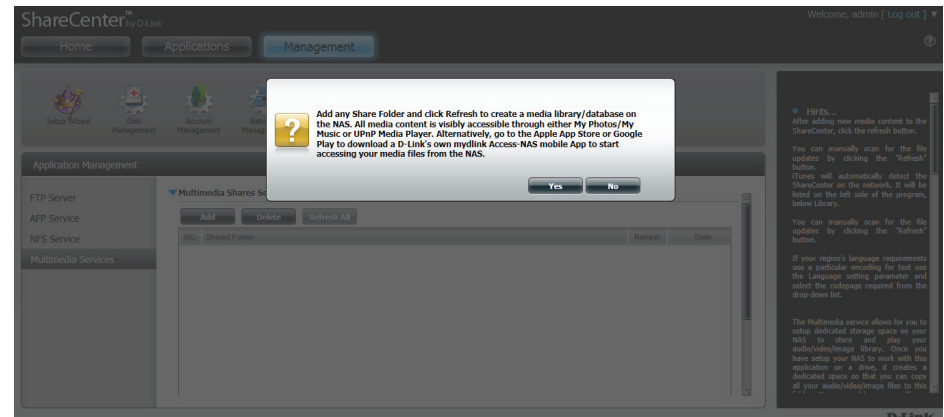 ShareCenter™ by D-Link
Welcome, admin [ Log out ] ▼
Home
Applications
Management
Setup Wizard
Disk
Management
Account
Management
Add any Share Folder and click Refresh to create a media library/database on
the NAS. All media content is visibly accessible through either My Photos/My
Music or UPnP Media Player. Alternatively, go to the Apple App Store or Google
Play to download a D-Link's own mydlink Access-NAS mobile App to start
accessing your media files from the NAS.
Yes
No
Application Management
FTP Server
AFP Service
NFS Service
Multimedia Services
Multimedia Shares Se
Add
Delete
Refresh All
NO.
Shared Folder
Refresh
State
Hints...
After adding new media content to the
ShareCenter, click the refresh button.
You can manually scan for the file
updates by clicking the "Refresh"
button.
iTunes will automatically detect the
ShareCenter on the network. It will be
listed on the left side of the program,
below Library.
You can manually scan for the file
updates by clicking the "Refresh"
button.
If your region's language requirements
use a particular encoding for text use
the Language setting parameter and
select the codepage required from the
drop-down list.
The Multimedia service allows for you to
setup dedicated storage space on your
NAS to store and play your
audio/video/image library. Once you
have setup your NAS to work with this
application on a drive, it creates a
dedicated space so that you can copy
all your audio/video/image files to this